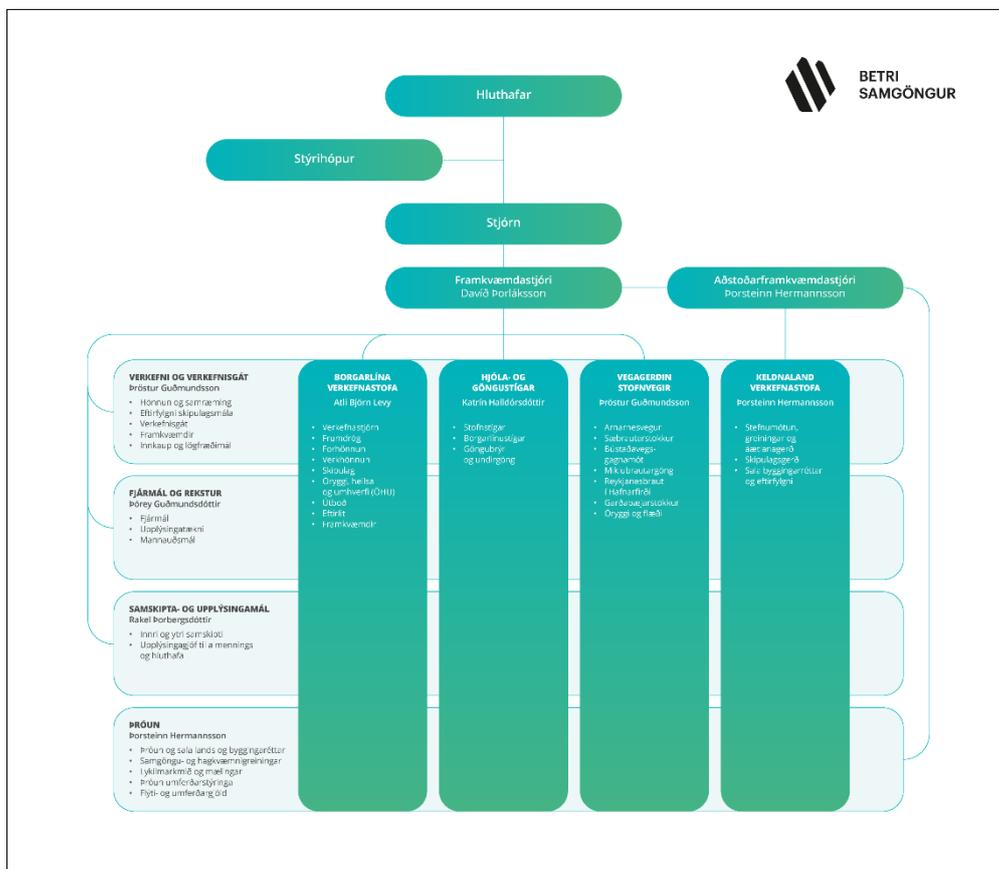 BETRI
SAMGÖNGUR
Hluthafar
Stýrihópur
Stjórn
Framkvæmdastjóri
Davíð Þorláksson
Aðstoðarframkvæmdastjóri
Þorsteinn Hermannsson
VERKEFNI OG VERKEFNISGÁT
Þröstur Guðmundsson
• Hönnun og samræming
• Eftirfylgni skipulagsmála
• Verkefnisgát
• Framkvæmdir
• Innkaup og lögfræðimál
FJÁRMÁL OG REKSTUR
Þórey Guðmundsdóttir
• Fjármál
• Upplýsingatækni
• Mannauðsmál
SAMSKIPTA- OG UPPLÝSINGAMÁL
Rakel Þorbergsdóttir
• Innri og ytri samskipti
• Upplýsingagjöf til almennings
og hluthafa
ÞRÓUN
Þorsteinn Hermannsson
• Þróun og sala lands og byggingaréttar
• Samgöngu- og hagkvæmnigreiningar
• Lykilmarkmið og mælingar
• Þróun umferðarstýringa
• Flýti- og umferðargjöld
BORGARLÍNA
VERKEFNASTOFA
Atli Björn Levy
• Verkefnastjórn
• Frumdrög
• Forhönnun
• Verkhönnun
• Skipulag
• Öryggi, heilsa
og umhverfi (ÖHU)
• Útboð
• Eftirlit
• Framkvæmdir
HJÓLA- OG
GÖNGUSTÍGAR
Katrín Halldórsdóttir
• Stofnstígar
• Borgarlínustígar
• Göngubrýr
og undirgöng
VEGAGERÐIN
STOFNVEGIR
Þröstur Guðmundsson
• Arnarnesvegur
• Sæbrautarstokkur
• Bústaðavegs-
gagnamót
• Miklubrautargöng
• Reykjanesbraut
í Hafnarfirði
• Garðabæjarstokkur
• Öryggi og flæði
KELDNALAND
VERKEFNASTOFA
Þorsteinn Hermannsson
• Stefnumótun,
greiningar og
áætlanagerð
• Skipulagsgerð
• Sala byggingarréttar
og eftirfylgni